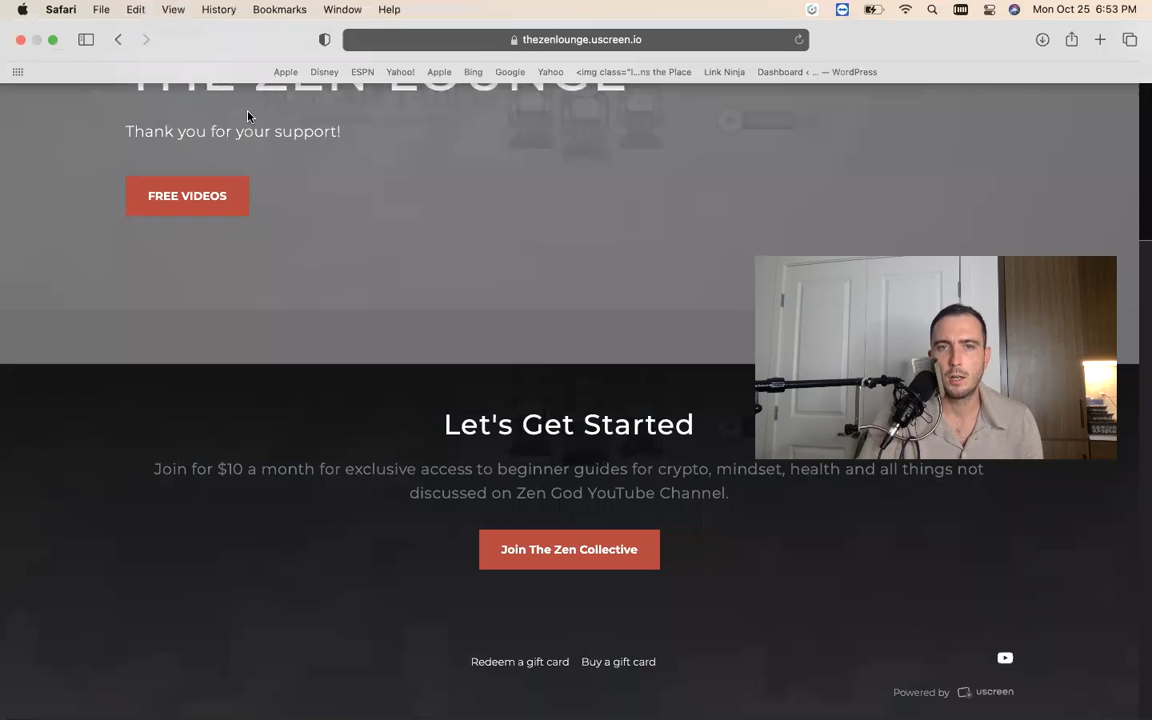 Safari File Edit View History Bookmarks Window Help Mon Oct 25 6:53 PM
thezenlounge.uscreen.io
Apple Disney ESPN Yahoo! Apple Bing Google Yahoo <img class="l...ns the Place Link Ninja Dashboard ‹ ... — WordPress
THE ZEN LOUNGE
Thank you for your support!
FREE VIDEOS
Let's Get Started
Join for $10 a month for exclusive access to beginner guides for crypto, mindset, health and all things not
discussed on Zen God YouTube Channel.
Join The Zen Collective
Redeem a gift card Buy a gift card
Powered by uscreen